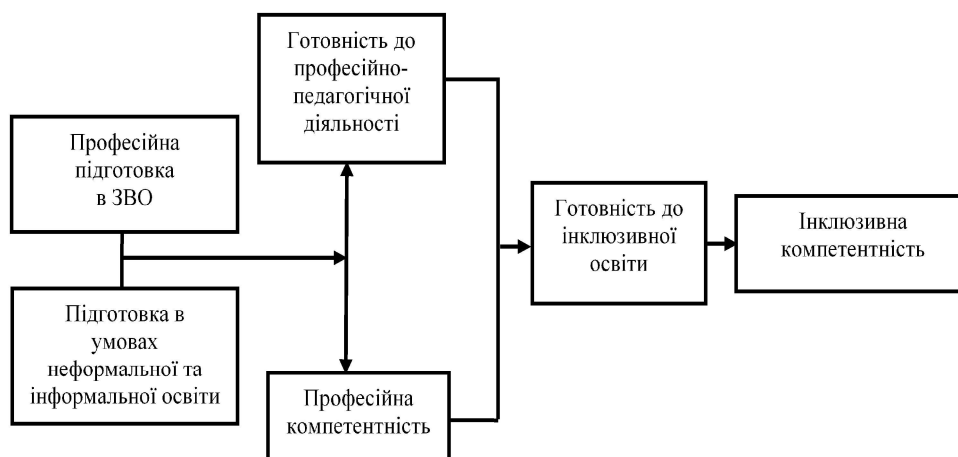 Професійна
підготовка
в ЗВО
Підготовка в
умовах
неформальної та
інформальної освіти
Готовність до
професійно-
педагогічної
діяльності
Професійна
компетентність
Готовність до
інклюзивної
освіти
Інклюзивна
компетентність